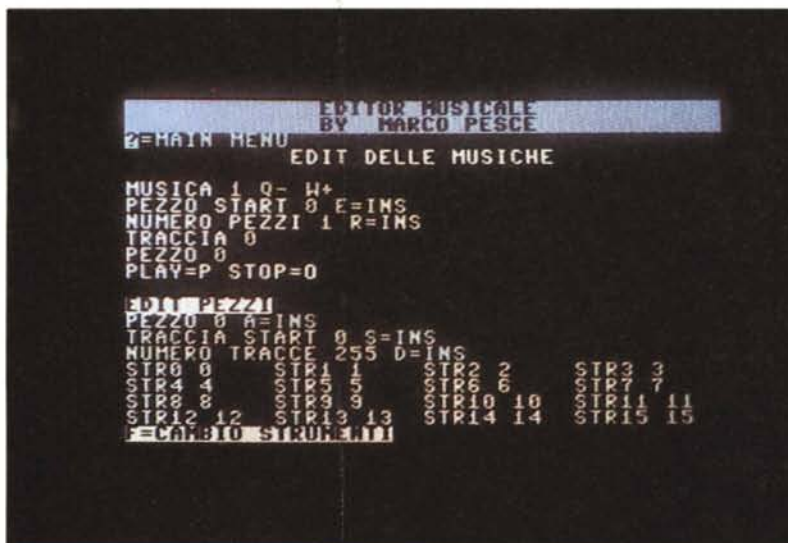 EDITOR MUSICALE
BY MARCO PESCE
?=MAIN MENU
EDIT DELLE MUSICHE
MUSICA 1 Q- W+
PEZZO START 0 E=INS
NUMERO PEZZI 1 R=INS
TRACCIA 0
PEZZO 0
PLAY=P STOP=O
EDIT PEZZI
PEZZO 0 A=INS
TRACCIA START 0 S=INS
NUMERO TRACCE 255 D=INS
STR0 0 STR1 1 STR2 2 STR3 3
STR4 4 STR5 5 STR6 6 STR7 7
STR8 8 STR9 9 STR10 10 STR11 11
STR12 12 STR13 13 STR14 14 STR15 15
F=CAMBIO STRUMENTI